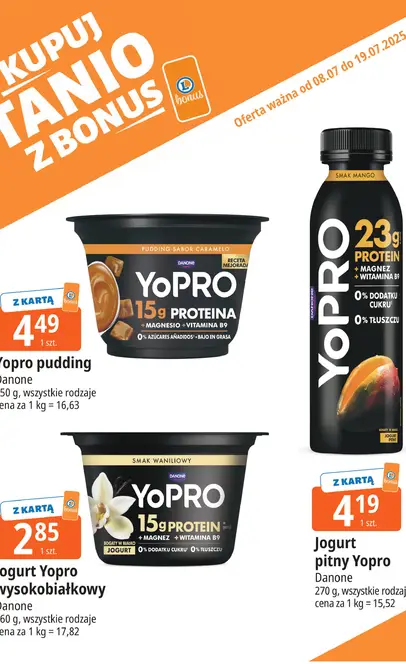 KUPUJ
TANIO
Z BONUS
bonus
Oferta ważna od 08.07 do 19.07.2025
SMAK MANGO
YoPRO
23g
PROTEIN
+ MAGNEZ
+ WITAMINA B9
0% DODATKU
CUKRU
0% TŁUSZCZU
PUDDING SABOR CARAMELO
DANONE
RECETA
MEJORADA
YoPRO
15g PROTEINA
+ MAGNESIO + VITAMINA B9
0% AZÚCARES AÑADIDOS • BAJO EN GRASA
Z KARTĄ
4 49
1 szt.
Yopro pudding
Danone
50 g, wszystkie rodzaje
cena za 1 kg = 16,63
SMAK WANILIOWY
DANONE
YoPRO
15g PROTEIN
+ MAGNEZ + WITAMINA B9
BOGATY W BIAŁKO
JOGURT
0% DODATKU CUKRU 0% TŁUSZCZU
Z KARTĄ
2 85
1 szt.
ogurt Yopro
wysokobiałkowy
Danone
60 g, wszystkie rodzaje
cena za 1 kg = 17,82
Z KARTĄ
4 19
1 szt.
Jogurt
pitny Yopro
Danone
270 g, wszystkie rodzaj
cena za 1 kg = 15,52